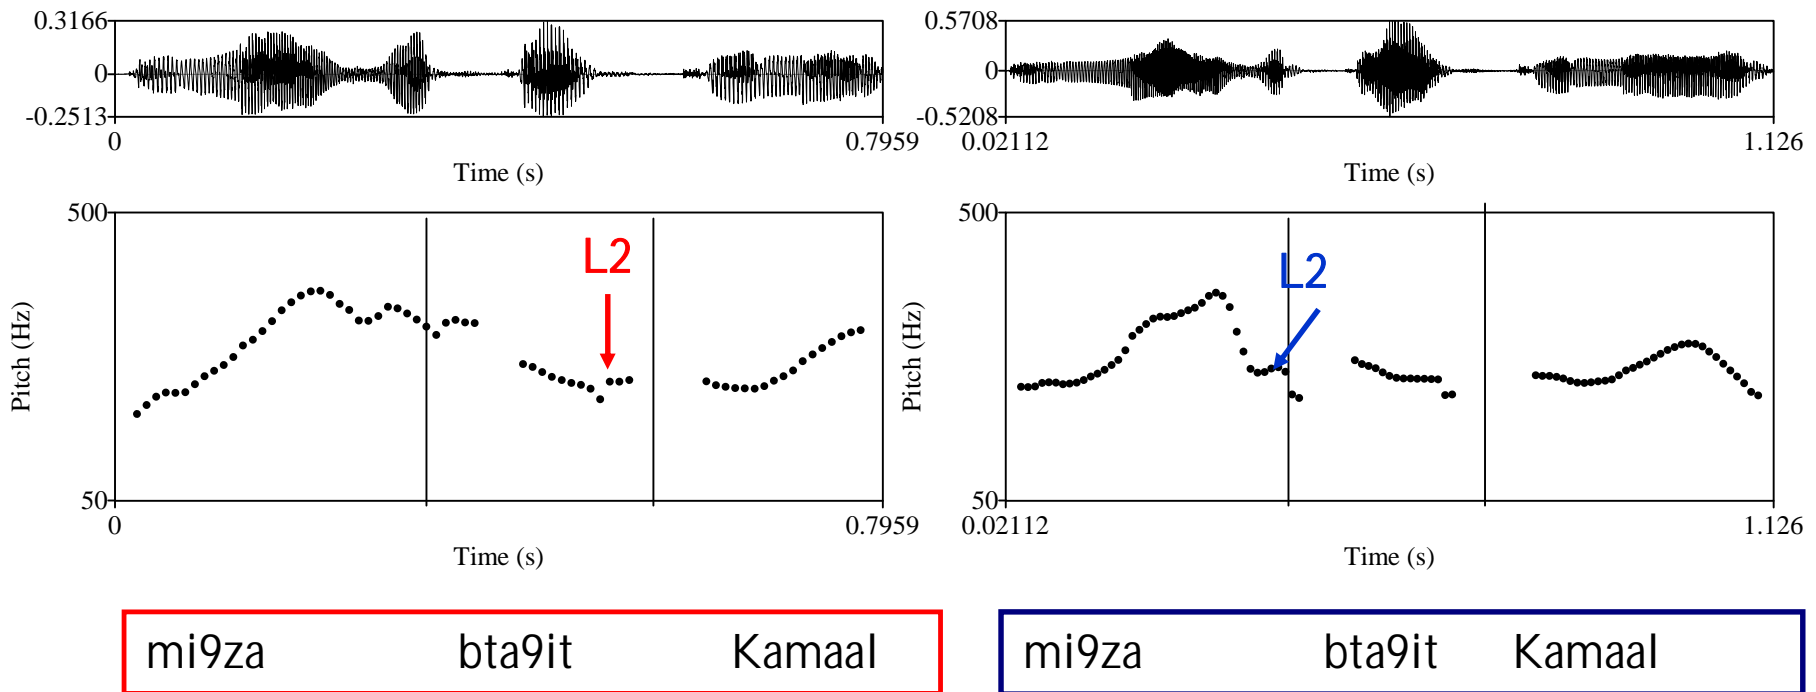 0.3166
0
-0.2513
0 0.7959
Time (s)
500
Pitch (Hz)
L2
50
0 0.7959
Time (s)
mi9za bta9it Kamaal
0.5708
0
-0.5208
0.02112 1.126
Time (s)
500
Pitch (Hz)
L2
50
0.02112 1.126
Time (s)
mi9za bta9it Kamaal